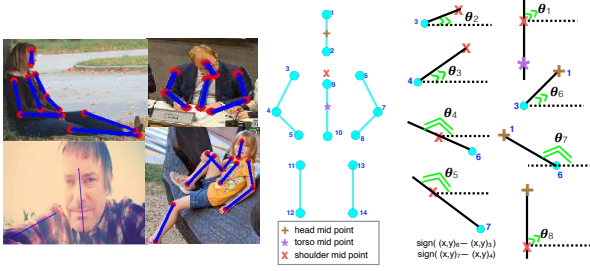 1
2
3
6
9
4
7
5
10
8
11
13
12
14
+ head mid point
* torso mid point
x shoulder mid point
3
θ₂
θ₁
4
θ₃
θ₆
1
3
θ₄
6
1
θ₇
6
θ₅
7
θ₈
sign( (x,y)₆− (x,y)₃)
sign( (x,y)₇− (x,y)₄)